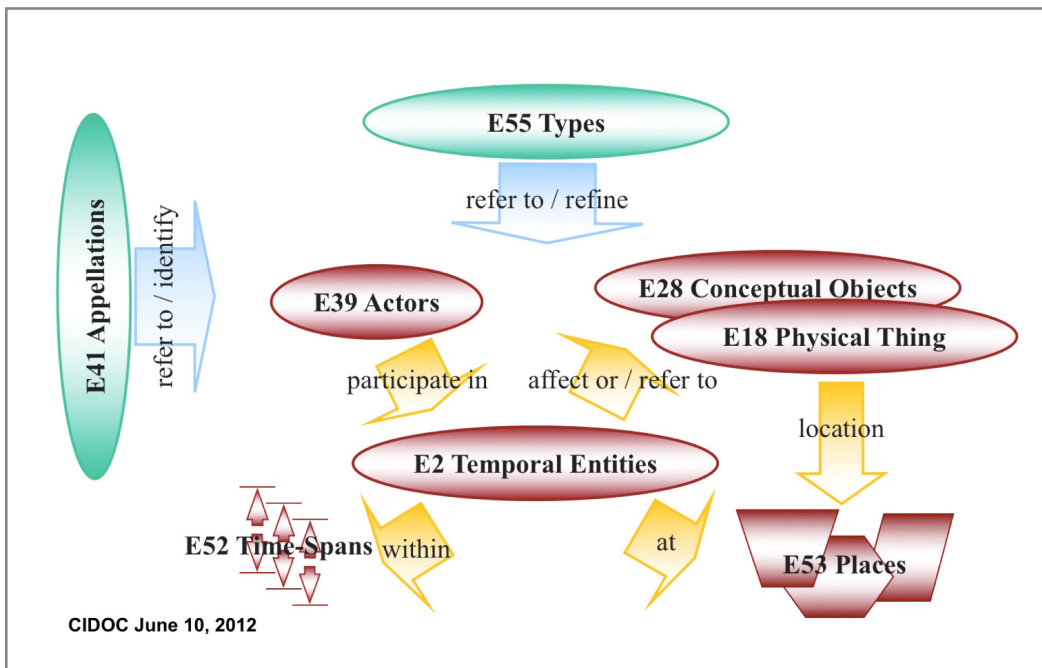 E55 Types
refer to / refine
E41 Appellations
refer to / identify
E39 Actors
E28 Conceptual Objects
E18 Physical Thing
participate in
affect or / refer to
location
E2 Temporal Entities
E52 Time-Spans
within
at
E53 Places
CIDOC June 10, 2012